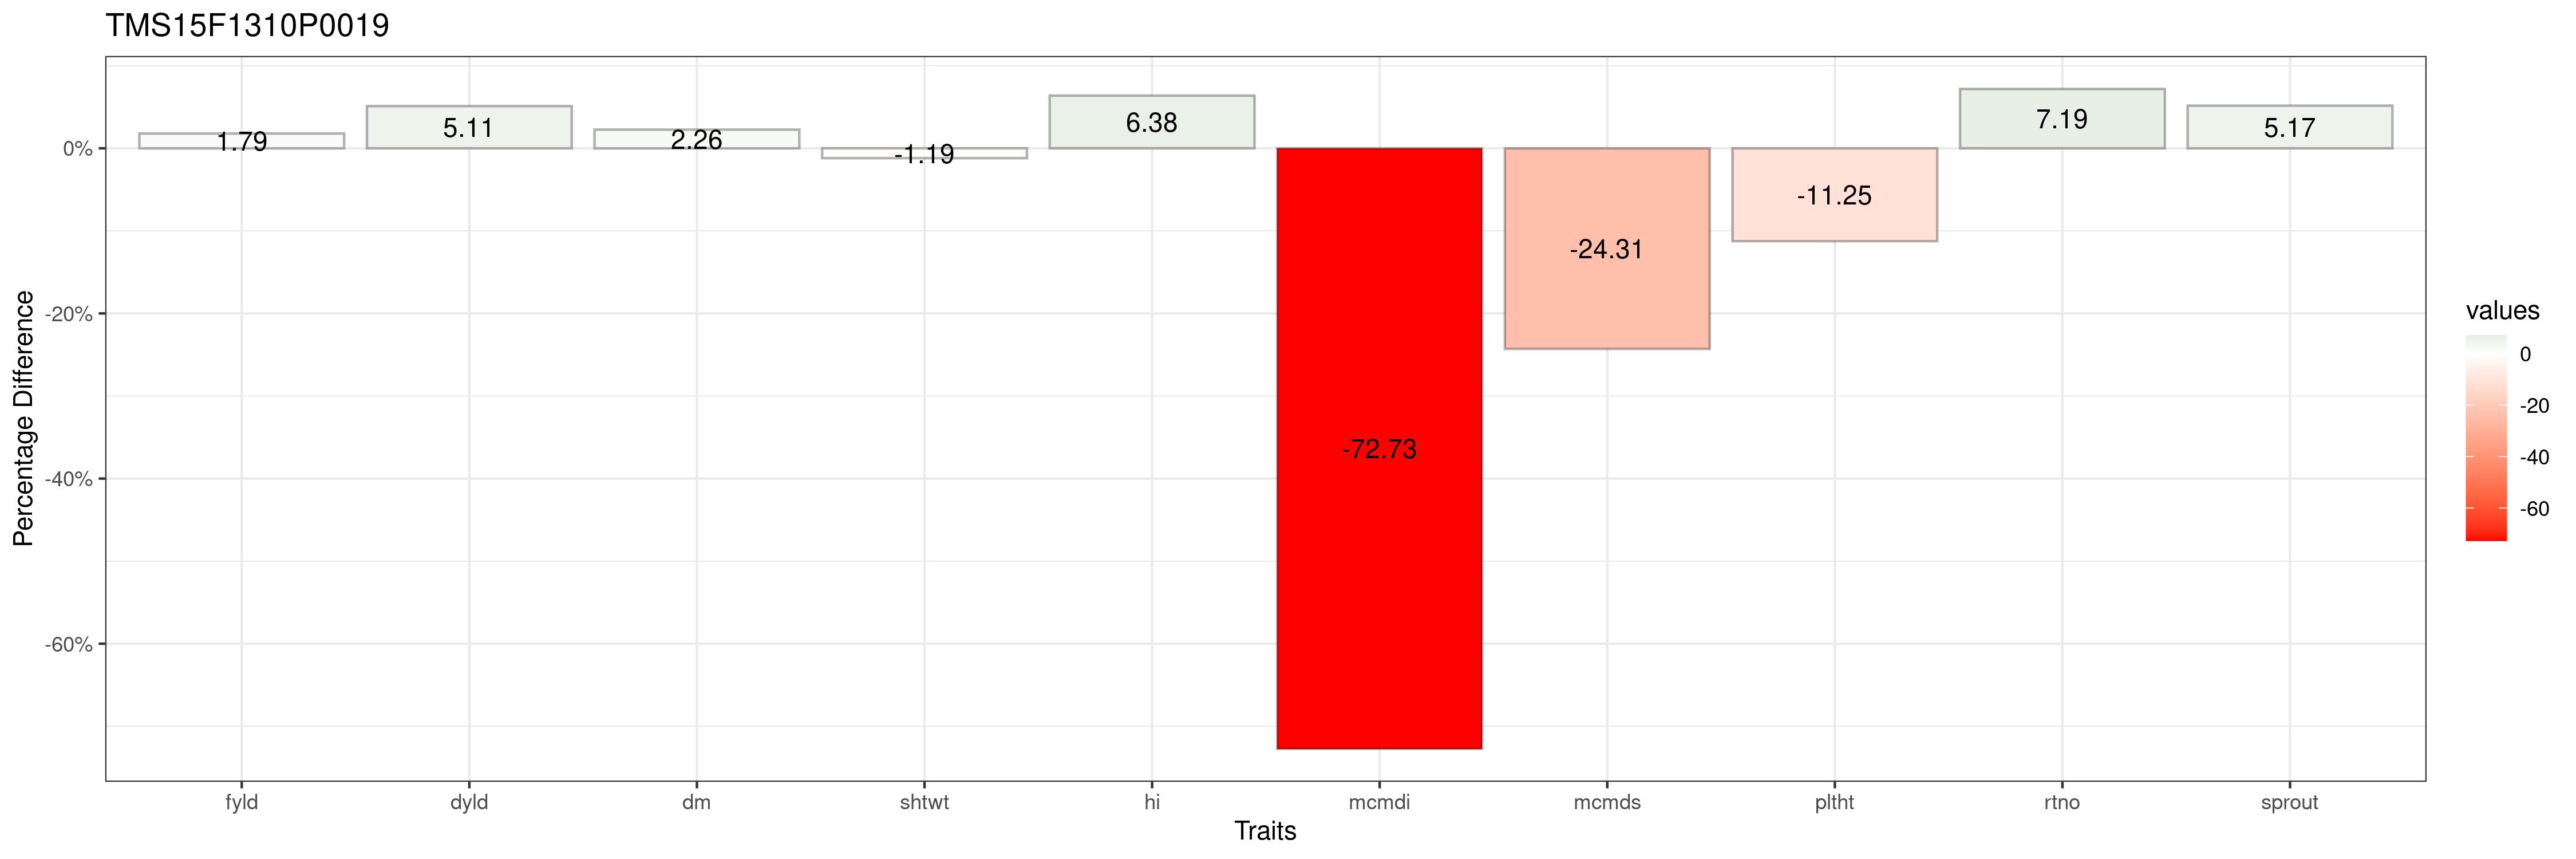 TMS15F1310P0019
Percentage Difference
0%
-20%
-40%
-60%
1.79
5.11
2.26
-1.19
6.38
-72.73
-24.31
-11.25
7.19
5.17
fyld
dyld
dm
shtwt
hi
mcmdi
mcmds
pltht
rtno
sprout
Traits
values
0
-20
-40
-60